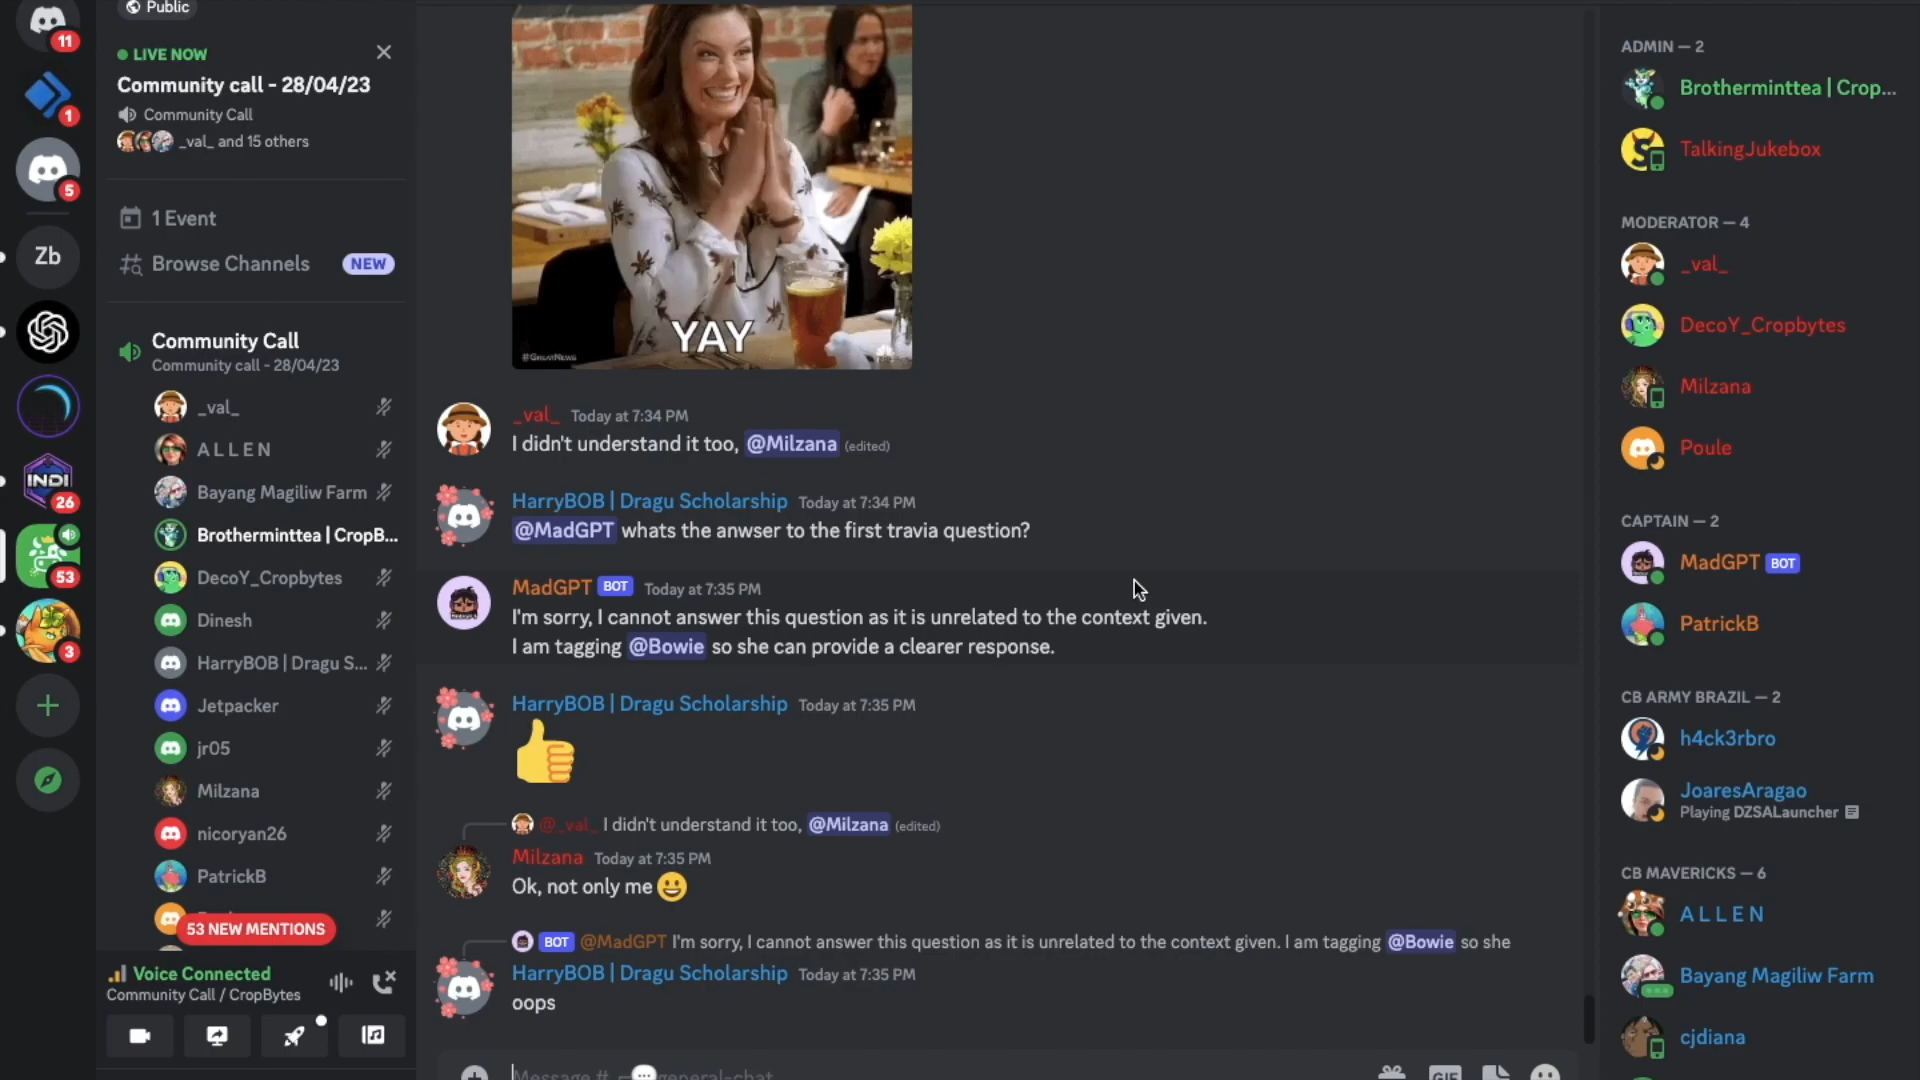 11
1
5
Zb
INDI
26
53
3
Public
LIVE NOW
Community call - 28/04/23
Community Call
_val_ and 15 others
1 Event
Browse Channels NEW
Community Call
Community call - 28/04/23
_val_
A L L E N
Bayang Magiliw Farm
Brotherminttea | CropB...
DecoY_Cropbytes
Dinesh
HarryBOB | Dragu S...
Jetpacker
jr05
Milzana
nicoryan26
PatrickB
53 NEW MENTIONS
Voice Connected
Community Call / CropBytes
YAY
#GREATNEWS
_val_ Today at 7:34 PM
I didn't understand it too, @Milzana (edited)
HarryBOB | Dragu Scholarship Today at 7:34 PM
@MadGPT whats the anwser to the first travia question?
MadGPT BOT Today at 7:35 PM
I'm sorry, I cannot answer this question as it is unrelated to the context given.
I am tagging @Bowie so she can provide a clearer response.
HarryBOB | Dragu Scholarship Today at 7:35 PM
@_val_ I didn't understand it too, @Milzana (edited)
Milzana Today at 7:35 PM
Ok, not only me
BOT @MadGPT I'm sorry, I cannot answer this question as it is unrelated to the context given. I am tagging @Bowie so she
HarryBOB | Dragu Scholarship Today at 7:35 PM
oops
Message # general-chat
GIF
ADMIN — 2
Brotherminttea | Crop...
TalkingJukebox
MODERATOR — 4
_val_
DecoY_Cropbytes
Milzana
Poule
CAPTAIN — 2
MadGPT BOT
PatrickB
CB ARMY BRAZIL — 2
h4ck3rbro
JoaresAragao
Playing DZSALauncher
CB MAVERICKS — 6
A L L E N
Bayang Magiliw Farm
cjdiana